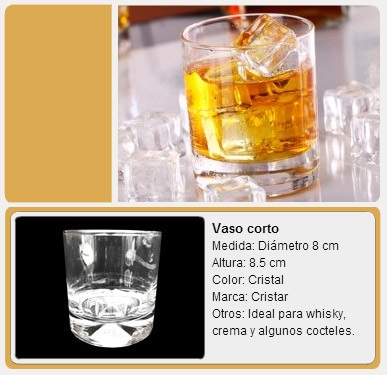 Vaso corto
Medida: Diámetro 8 cm
Altura: 8.5 cm
Color: Cristal
Marca: Cristar
Otros: Ideal para whisky,
crema y algunos cocteles.